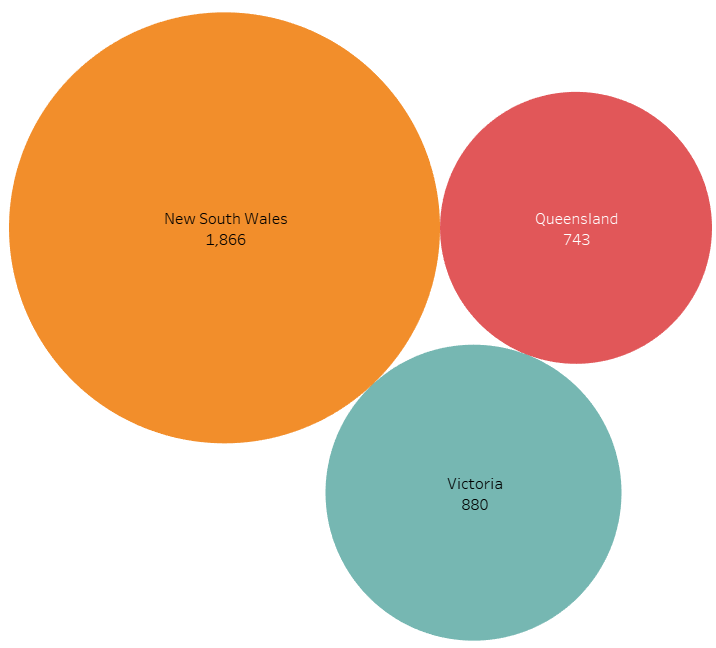 New South Wales
1,866
Queensland
743
Victoria
880